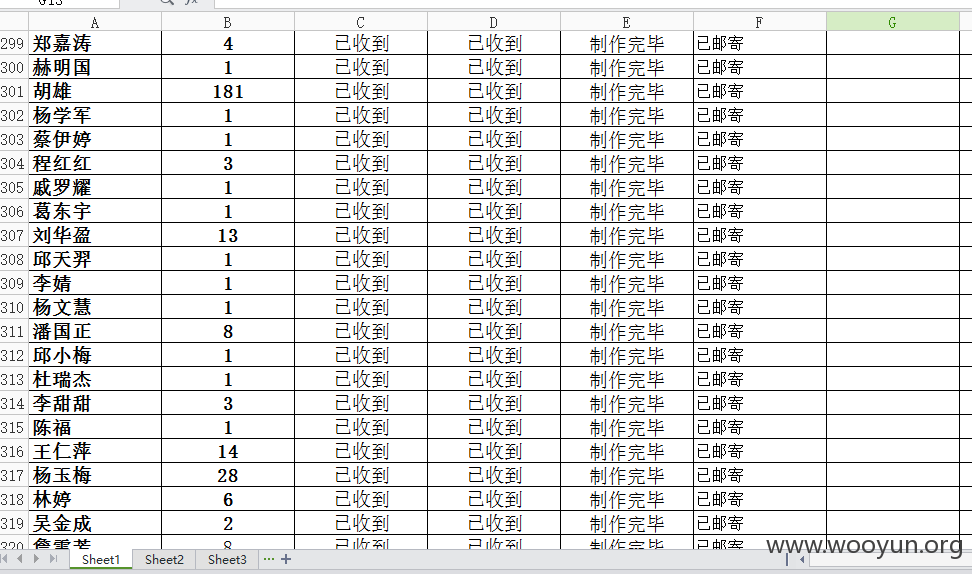 A B C D E F G
299 郑嘉涛 4 已收到 已收到 制作完毕 已邮寄
300 赫明国 1 已收到 已收到 制作完毕 已邮寄
301 胡雄 181 已收到 已收到 制作完毕 已邮寄
302 杨学军 1 已收到 已收到 制作完毕 已邮寄
303 蔡伊婷 1 已收到 已收到 制作完毕 已邮寄
304 程红红 3 已收到 已收到 制作完毕 已邮寄
305 戚罗耀 1 已收到 已收到 制作完毕 已邮寄
306 葛东宇 1 已收到 已收到 制作完毕 已邮寄
307 刘华盈 13 已收到 已收到 制作完毕 已邮寄
308 邱天羿 1 已收到 已收到 制作完毕 已邮寄
309 李婧 1 已收到 已收到 制作完毕 已邮寄
310 杨文慧 1 已收到 已收到 制作完毕 已邮寄
311 潘国正 8 已收到 已收到 制作完毕 已邮寄
312 邱小梅 1 已收到 已收到 制作完毕 已邮寄
313 杜瑞杰 1 已收到 已收到 制作完毕 已邮寄
314 李甜甜 3 已收到 已收到 制作完毕 已邮寄
315 陈福 1 已收到 已收到 制作完毕 已邮寄
316 王仁萍 14 已收到 已收到 制作完毕 已邮寄
317 杨玉梅 28 已收到 已收到 制作完毕 已邮寄
318 林婷 6 已收到 已收到 制作完毕 已邮寄
319 吴金成 2 已收到 已收到 制作完毕 已邮寄
320 8 已收到 已收到 制作完毕 已邮寄
Sheet1 Sheet2 Sheet3 ··· +
www.wooyun.org